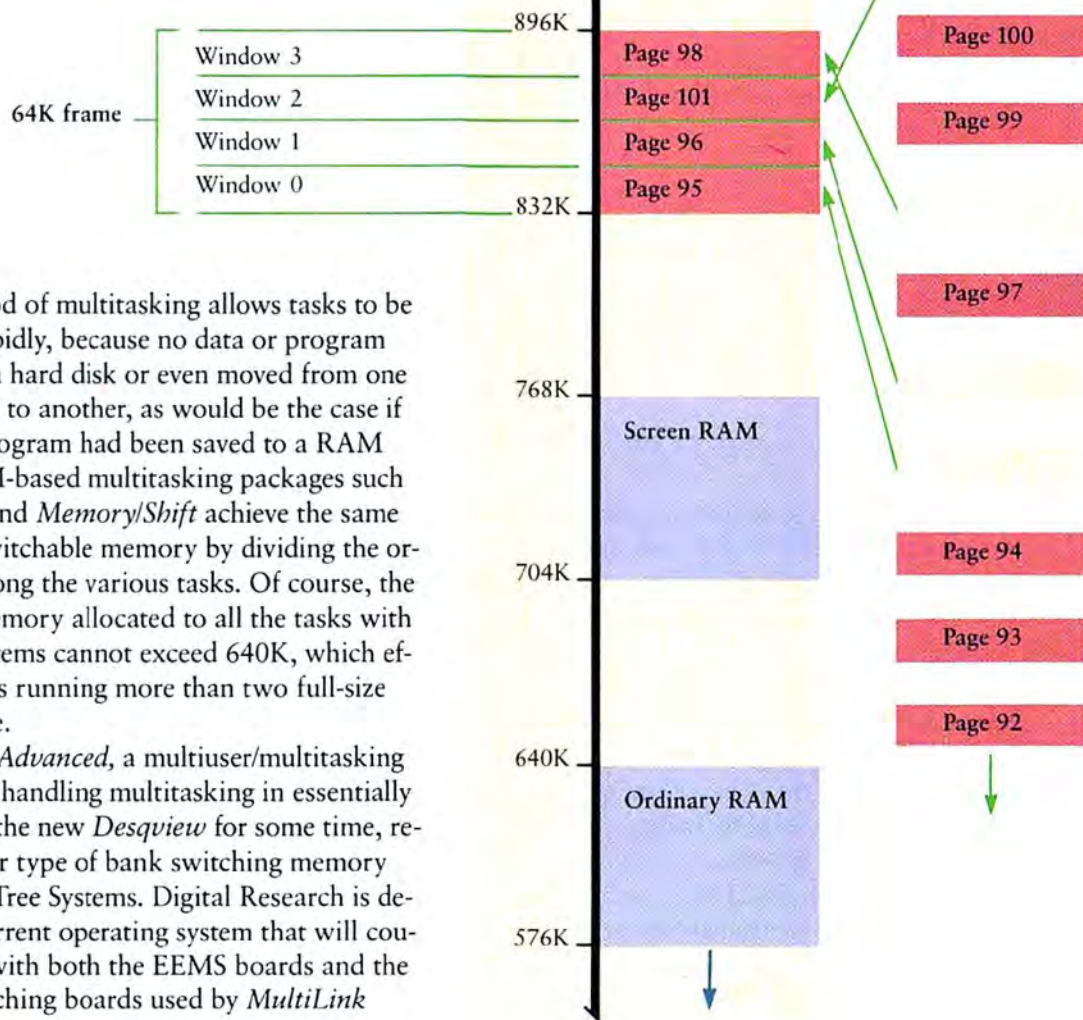 896K
Window 3
Window 2
64K frame
Window 1
Window 0
832K
Page 98
Page 101
Page 96
Page 95
768K
Screen RAM
704K
640K
Ordinary RAM
576K
Page 100
Page 99
Page 97
Page 94
Page 93
Page 92
od of multitasking allows tasks to be
pidly, because no data or program
a hard disk or even moved from one
to another, as would be the case if
rogram had been saved to a RAM
M-based multitasking packages such
nd Memory/Shift achieve the same
witchable memory by dividing the or-
ong the various tasks. Of course, the
emory allocated to all the tasks with
tems cannot exceed 640K, which ef-
s running more than two full-size
e.
Advanced, a multiuser/multitasking
handling multitasking in essentially
the new Desqview for some time, re-
r type of bank switching memory
Tree Systems. Digital Research is de-
rrent operating system that will cou-
with both the EEMS boards and the
ching boards used by MultiLink